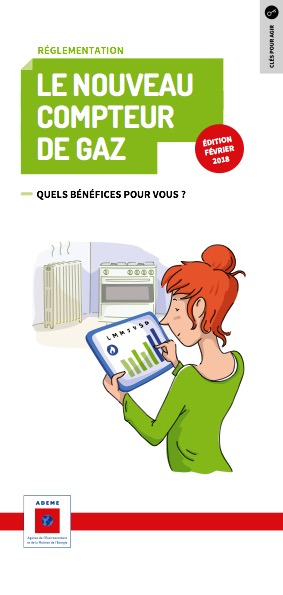 CLÉS POUR AGIR
RÉGLEMENTATION
LE NOUVEAU
COMPTEUR
DE GAZ
ÉDITION
FÉVRIER
2018
QUELS BÉNÉFICES POUR VOUS ?
L M M J V S D
ADEME
Agence de l'Environnement
et de la Maîtrise de l'Energie